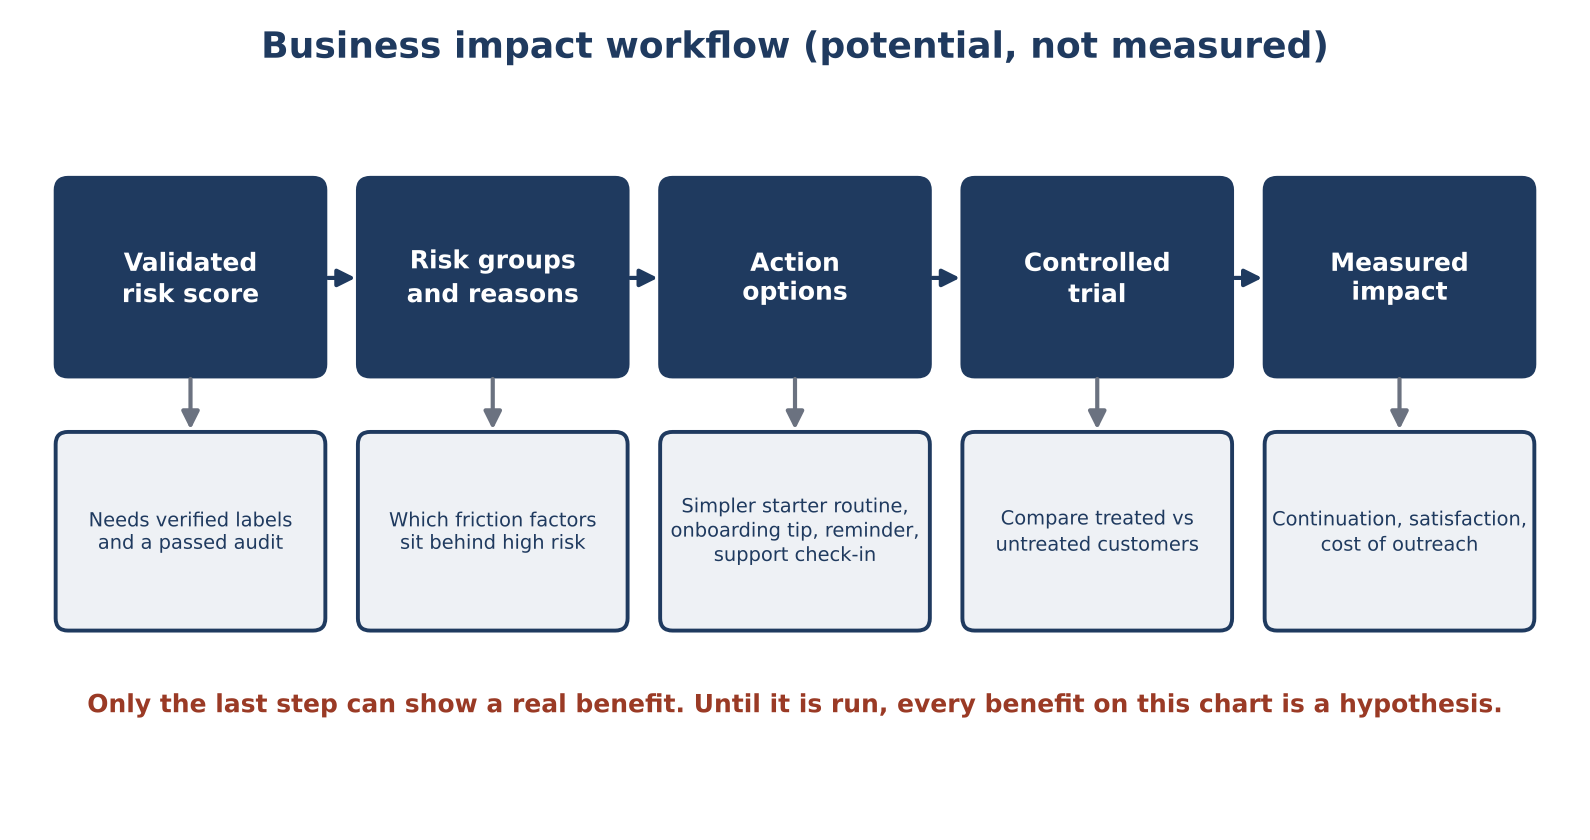 Business impact workflow (potential, not measured)
Validated
risk score
Risk groups
and reasons
Action
options
Controlled
trial
Measured
impact
Needs verified labels
and a passed audit
Which friction factors
sit behind high risk
Simpler starter routine,
onboarding tip, reminder,
support check-in
Compare treated vs
untreated customers
Continuation, satisfaction,
cost of outreach
Only the last step can show a real benefit. Until it is run, every benefit on this chart is a hypothesis.